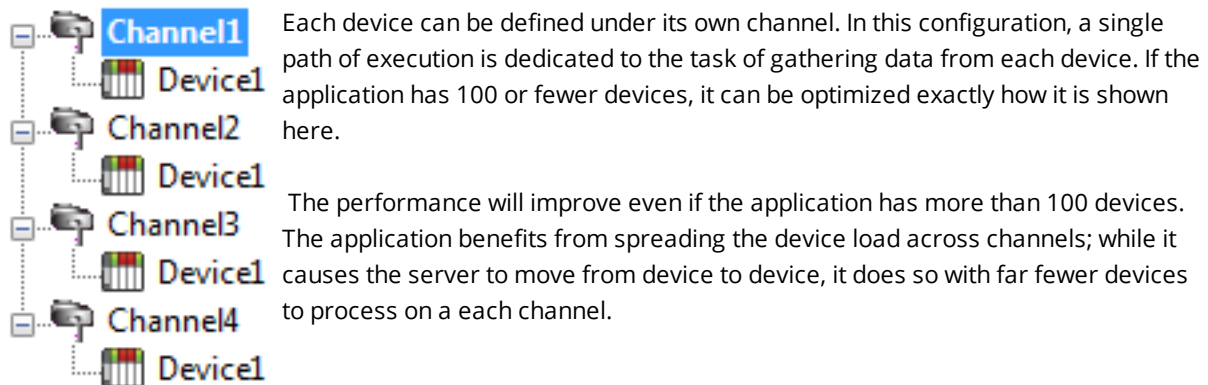 Channel1
Device1
Channel2
Device1
Channel3
Device1
Channel4
Device1
Each device can be defined under its own channel. In this configuration, a single
path of execution is dedicated to the task of gathering data from each device. If the
application has 100 or fewer devices, it can be optimized exactly how it is shown
here.
The performance will improve even if the application has more than 100 devices.
The application benefits from spreading the device load across channels; while it
causes the server to move from device to device, it does so with far fewer devices
to process on a each channel.